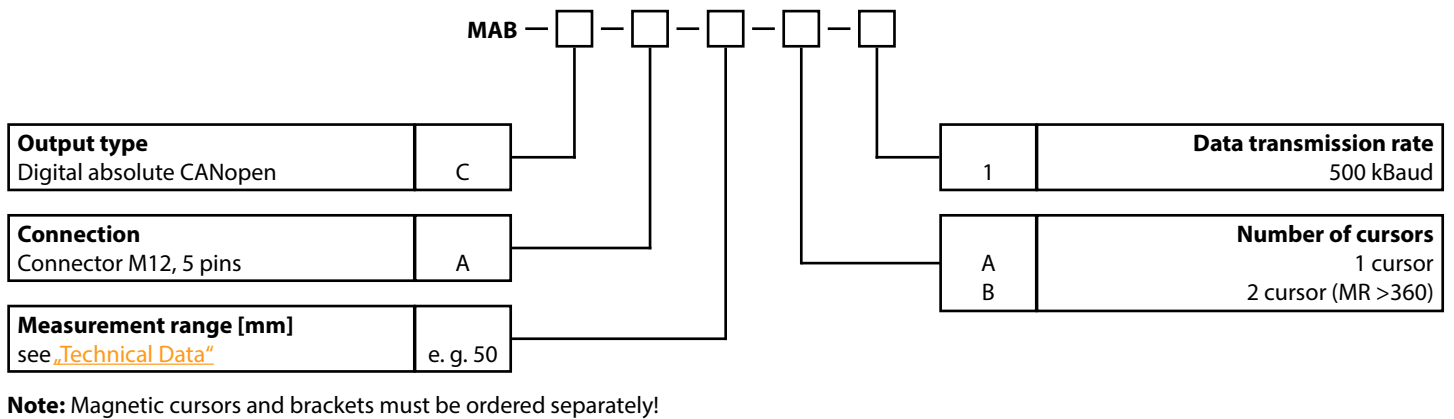 MAB
Output type
Digital absolute CANopen
C
Connection
Connector M12, 5 pins
A
Measurement range [mm]
see „Technical Data“
e. g. 50
1
Data transmission rate
500 kBaud
Number of cursors
A
1 cursor
B
2 cursor (MR >360)
Note: Magnetic cursors and brackets must be ordered separately!